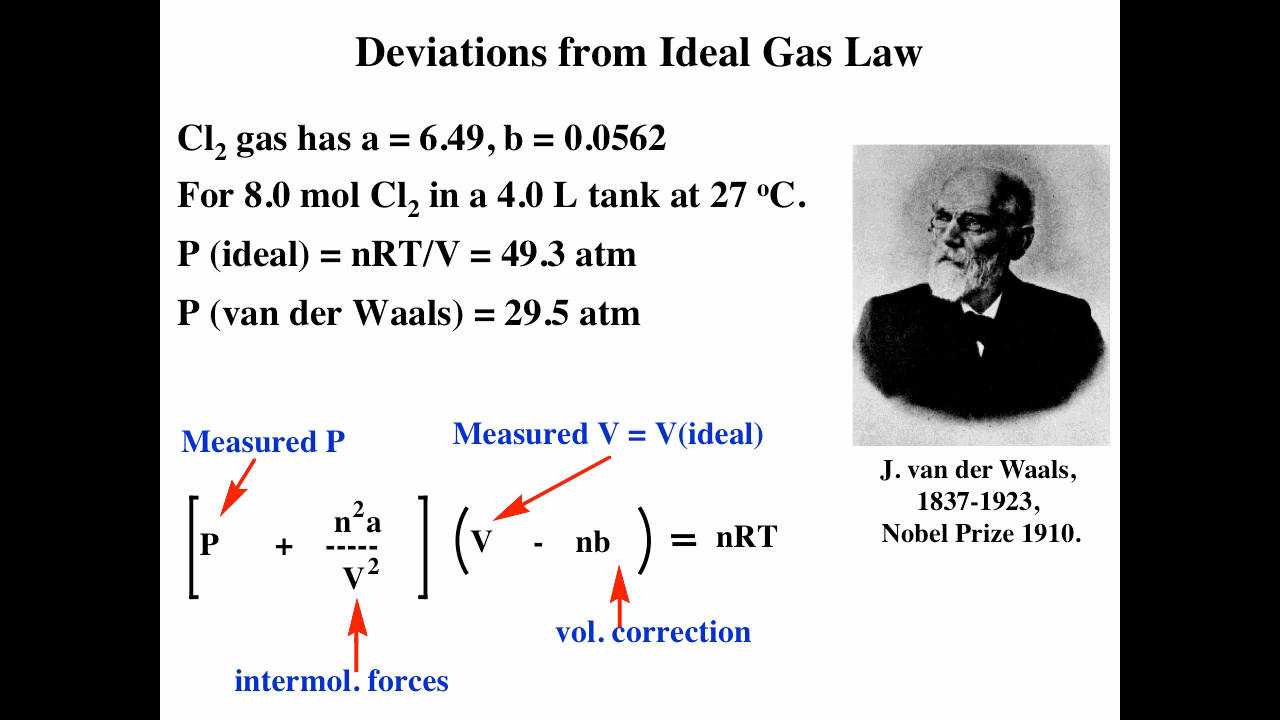 Deviations from Ideal Gas Law
Cl₂ gas has a = 6.49, b = 0.0562
For 8.0 mol Cl₂ in a 4.0 L tank at 27 ᵒC.
P (ideal) = nRT/V = 49.3 atm
P (van der Waals) = 29.5 atm
J. van der Waals,
1837-1923,
Nobel Prize 1910.
Measured P
Measured V = V(ideal)
[P + n²a ----- V²] (V - nb) = nRT
vol. correction
intermol. forces